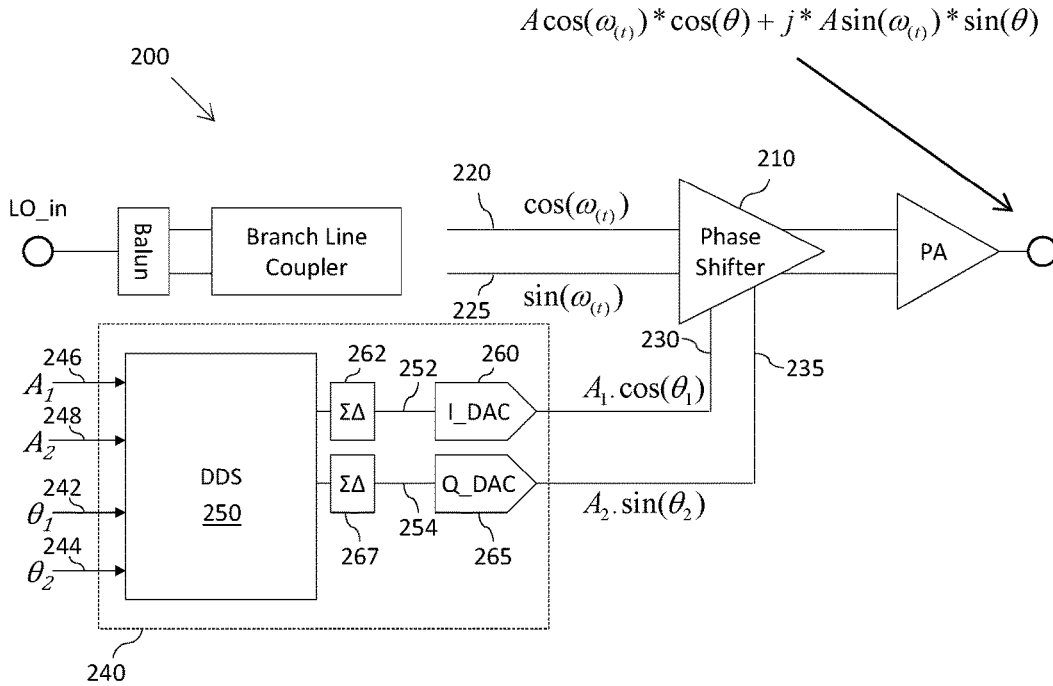 A cos(ω(t)) * cos(θ) + j* A sin(ω(t)) * sin(θ)
200
LO_in
Balun
Branch Line
Coupler
220
cos(ω(t))
225
sin(ω(t))
210
Phase
Shifter
PA
230
235
246
A1
248
A2
242
θ1
244
θ2
DDS
250
262
ΣΔ
252
260
I_DAC
A1.cos(θ1)
ΣΔ
267
254
Q_DAC
265
A2.sin(θ2)
240